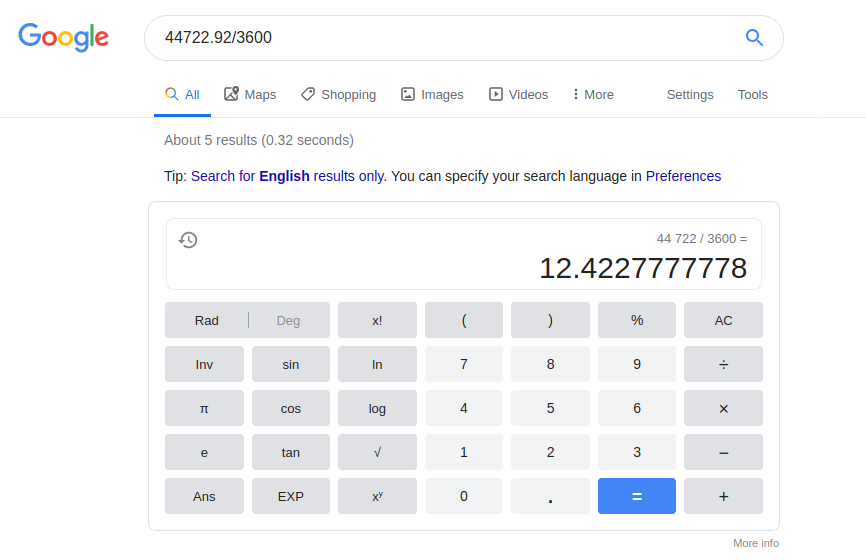 Google
44722.92/3600
All Maps Shopping Images Videos More Settings Tools
About 5 results (0.32 seconds)
Tip: Search for English results only. You can specify your search language in Preferences
44 722 / 3600 =
12.4227777778
Rad Deg x! ( ) % AC
Inv sin ln 7 8 9 ÷
π cos log 4 5 6 ×
e tan √ 1 2 3 −
Ans EXP xʸ 0 . = +
More info